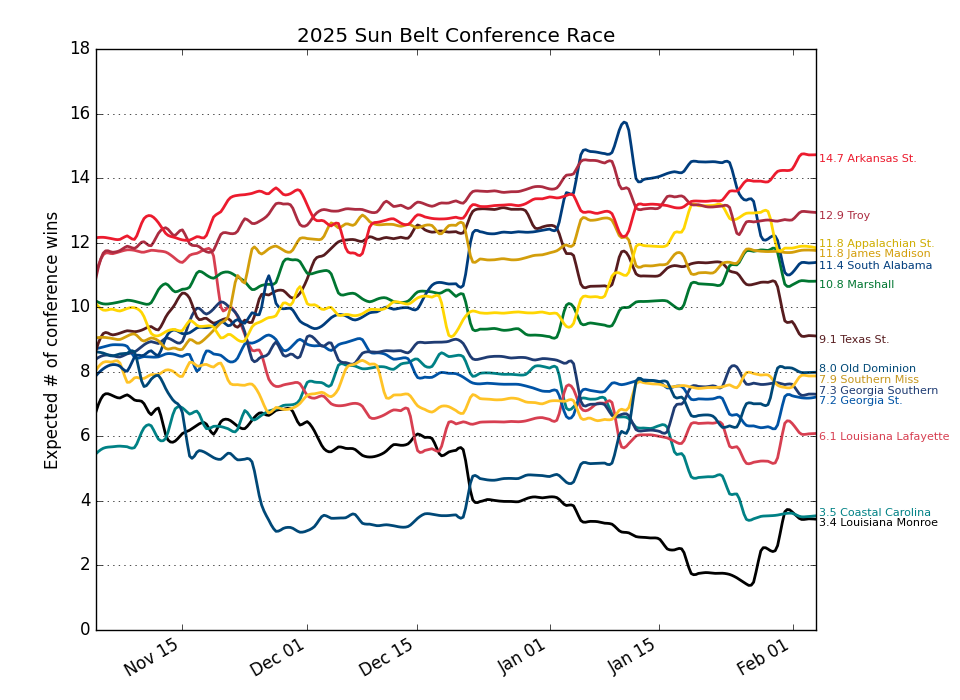 2025 Sun Belt Conference Race
Expected # of conference wins
18
16
14
12
10
8
6
4
2
0
Nov 15
Dec 01
Dec 15
Jan 01
Jan 15
Feb 01
14.7 Arkansas St.
12.9 Troy
11.8 Appalachian St.
11.8 James Madison
11.4 South Alabama
10.8 Marshall
9.1 Texas St.
8.0 Old Dominion
7.9 Southern Miss
7.3 Georgia Southern
7.2 Georgia St.
6.1 Louisiana Lafayette
3.5 Coastal Carolina
3.4 Louisiana Monroe